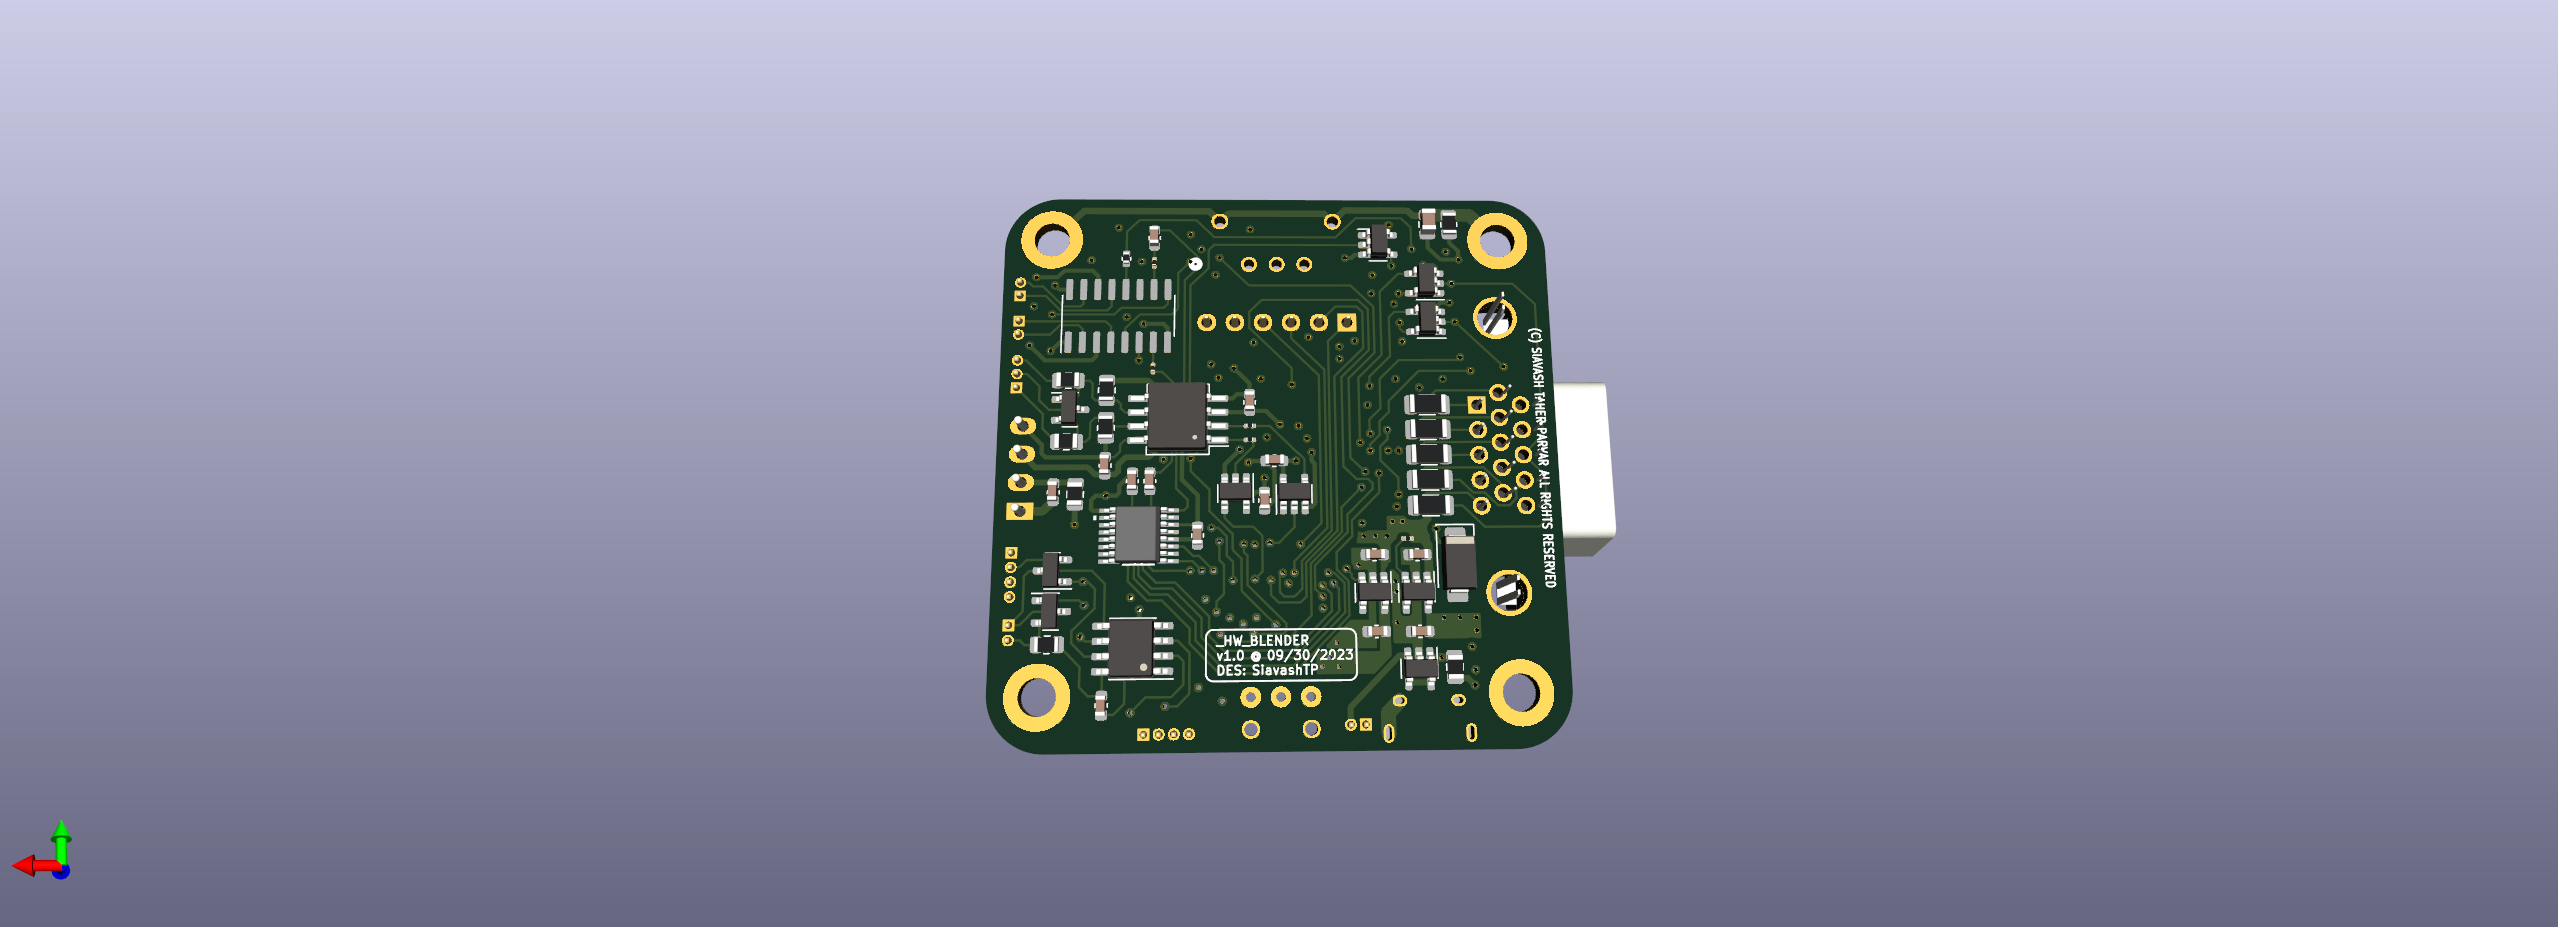 (C) SIAVASH TAHER PARVAR ALL RIGHTS RESERVED
_HW_BLENDER
v1.0 09/30/2023
DES: SiavashTP